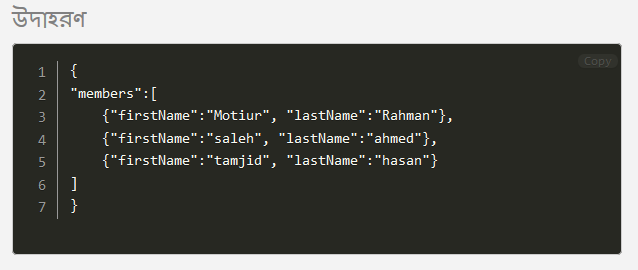 উদাহরণ
Copy
1 {
2 "members":[
3     {"firstName":"Motiur", "lastName":"Rahman"},
4     {"firstName":"saleh", "lastName":"ahmed"},
5     {"firstName":"tamjid", "lastName":"hasan"}
6 ]
7 }